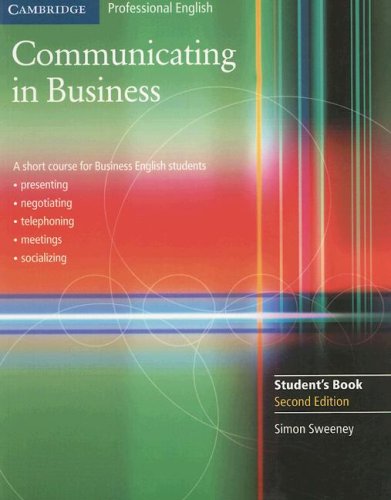 CAMBRIDGE
Professional English
Communicating
in Business
A short course for Business English students
• presenting
• negotiating
• telephoning
• meetings
• socializing
Student's Book
Second Edition
Simon Sweeney